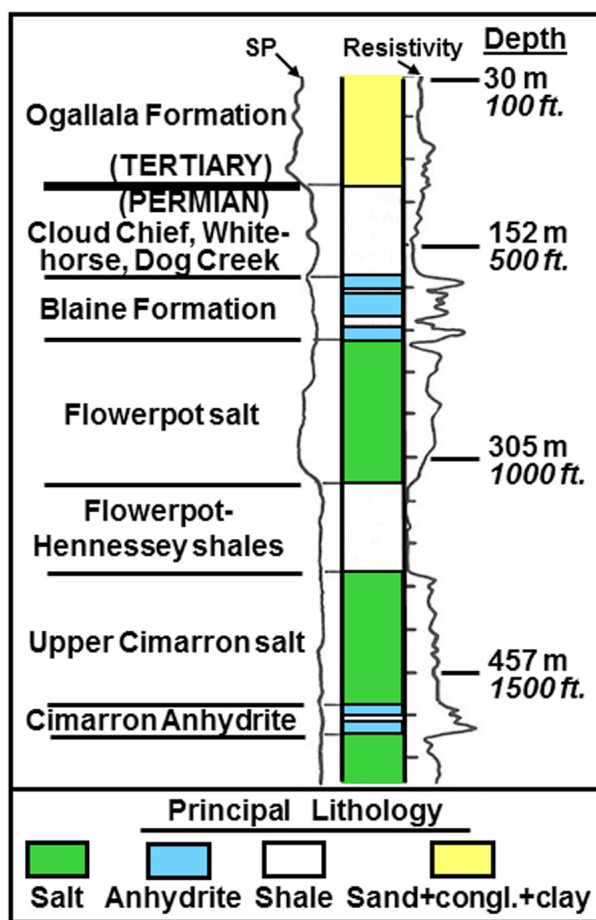 SP
Resistivity
Depth
30 m
100 ft.
Ogallala Formation
(TERTIARY)
(PERMIAN)
Cloud Chief, White-
horse, Dog Creek
152 m
500 ft.
Blaine Formation
Flowerpot salt
305 m
1000 ft.
Flowerpot-
Hennessey shales
Upper Cimarron salt
457 m
1500 ft.
Cimarron Anhydrite
Principal Lithology
Salt Anhydrite Shale Sand+congl.+clay